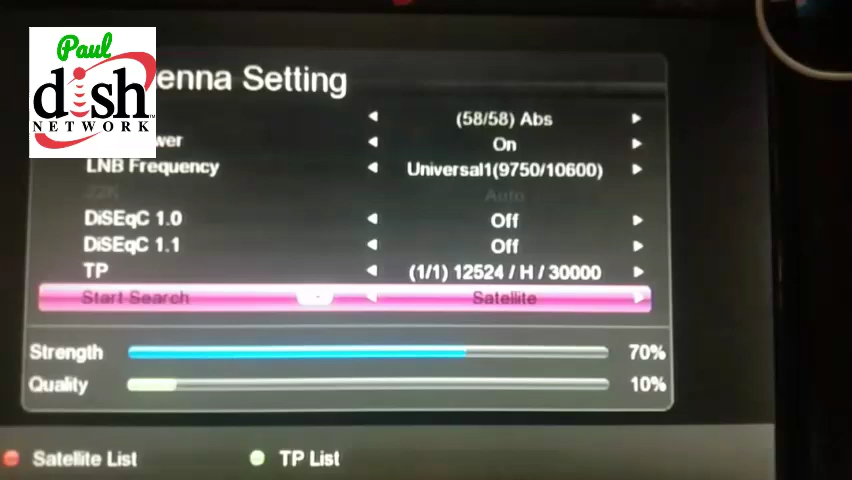 Paul
dish
NETWORK
enna Setting
(58/58) Abs
wer On
LNB Frequency Universal1(9750/10600)
22K Auto
DiSEqC 1.0 Off
DiSEqC 1.1 Off
TP (1/1) 12524 / H / 30000
Start Search Satellite
Strength 70%
Quality 10%
Satellite List TP List